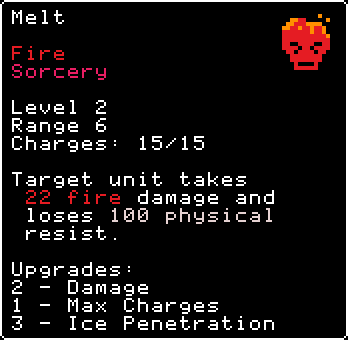 Melt
Fire
Sorcery
Level 2
Range 6
Charges: 15/15
Target unit takes
22 fire damage and
loses 100 physical
resist.
Upgrades:
2 - Damage
1 - Max Charges
3 - Ice Penetration